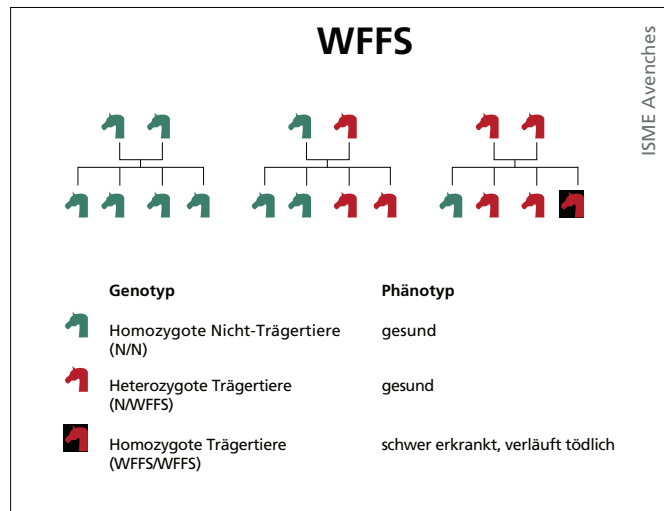 WFFS
ISME Avenches
Genotyp Phänotyp
Homozygote Nicht-Trägertiere gesund
(N/N)
Heterozygote Trägertiere gesund
(N/WFFS)
Homozygote Trägertiere schwer erkrankt, verläuft tödlich
(WFFS/WFFS)